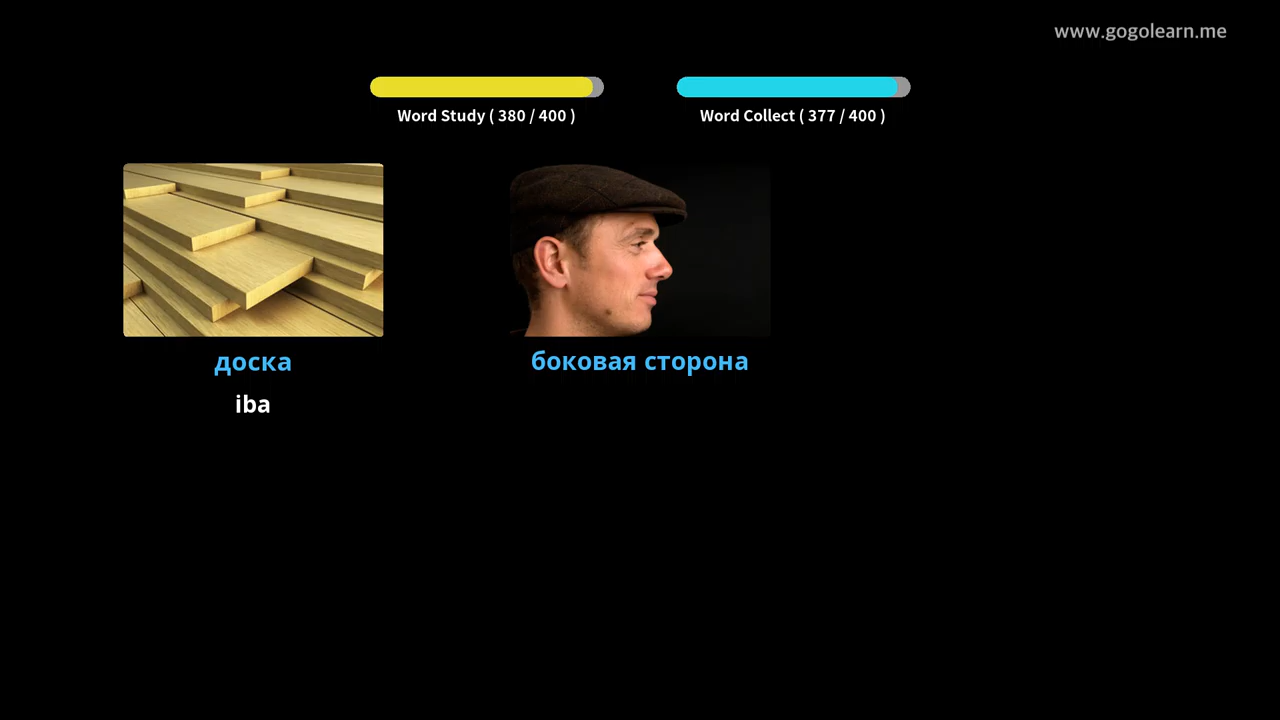 www.gogolearn.me
Word Study ( 380 / 400 )
Word Collect ( 377 / 400 )
доска
боковая сторона
iba